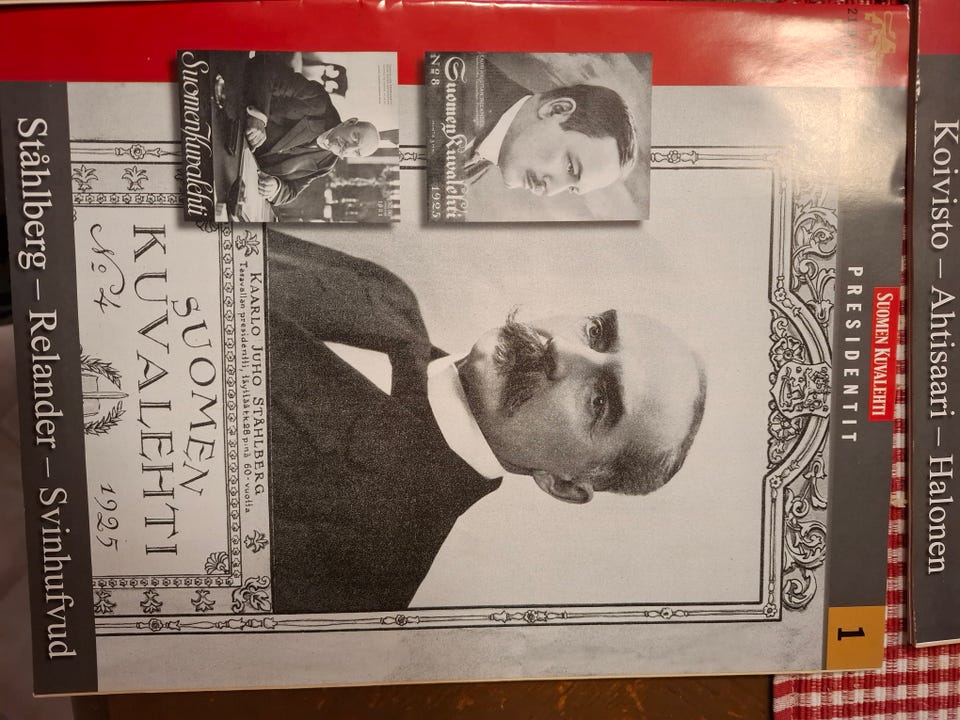 SUOMEN KUVALEHTI
PRESIDENTIT
1
Suomen Kuvalehti
No 8
1925
Suomen Kuvalehti
KAARLO JUHO STÅHLBERG
Tasavallan presidentti, täyttää t.k. 28 p:nä 60-vuotta
SUOMEN
KUVALEHTI
No 4
1925
Ståhlberg – Relander – Svinhufvud
Koivisto – Ahtisaari – Halonen